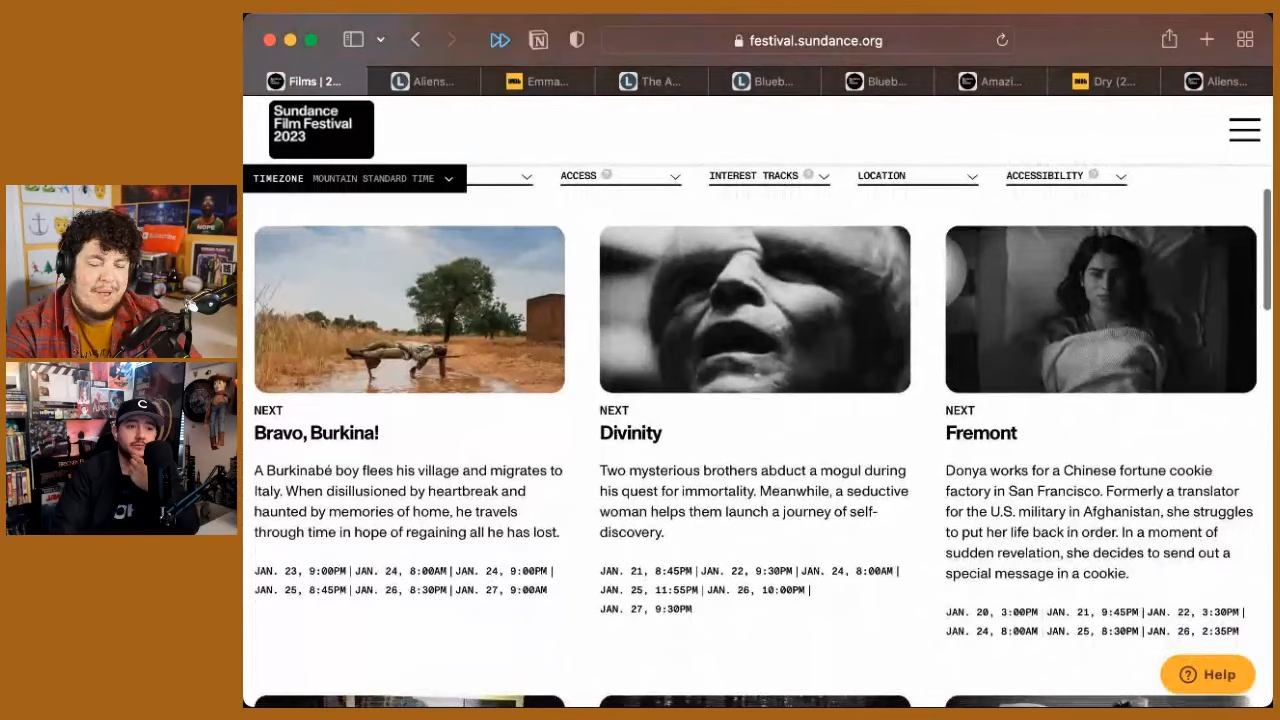 festival.sundance.org
Films | 2...
Aliens...
Emma...
The A...
Blueb...
Blueb...
Amazi...
Dry (2...
Aliens...
Sundance
Film Festival
2023
TIMEZONE MOUNTAIN STANDARD TIME
ACCESS
INTEREST TRACKS
LOCATION
ACCESSIBILITY
NOPE
NEXT
Bravo, Burkina!
A Burkinabé boy flees his village and migrates to
Italy. When disillusioned by heartbreak and
haunted by memories of home, he travels
through time in hope of regaining all he has lost.
JAN. 23, 9:00PM | JAN. 24, 8:00AM | JAN. 24, 9:00PM |
JAN. 25, 8:45PM | JAN. 26, 8:30PM | JAN. 27, 9:00AM
NEXT
Divinity
Two mysterious brothers abduct a mogul during
his quest for immortality. Meanwhile, a seductive
woman helps them launch a journey of self-
discovery.
JAN. 21, 8:45PM | JAN. 22, 9:30PM | JAN. 24, 8:00AM |
JAN. 25, 11:55PM | JAN. 26, 10:00PM |
JAN. 27, 9:30PM
NEXT
Fremont
Donya works for a Chinese fortune cookie
factory in San Francisco. Formerly a translator
for the U.S. military in Afghanistan, she struggles
to put her life back in order. In a moment of
sudden revelation, she decides to send out a
special message in a cookie.
JAN. 20, 3:00PM | JAN. 21, 9:45PM | JAN. 22, 3:30PM |
JAN. 24, 8:00AM | JAN. 25, 8:30PM | JAN. 26, 2:35PM
Help